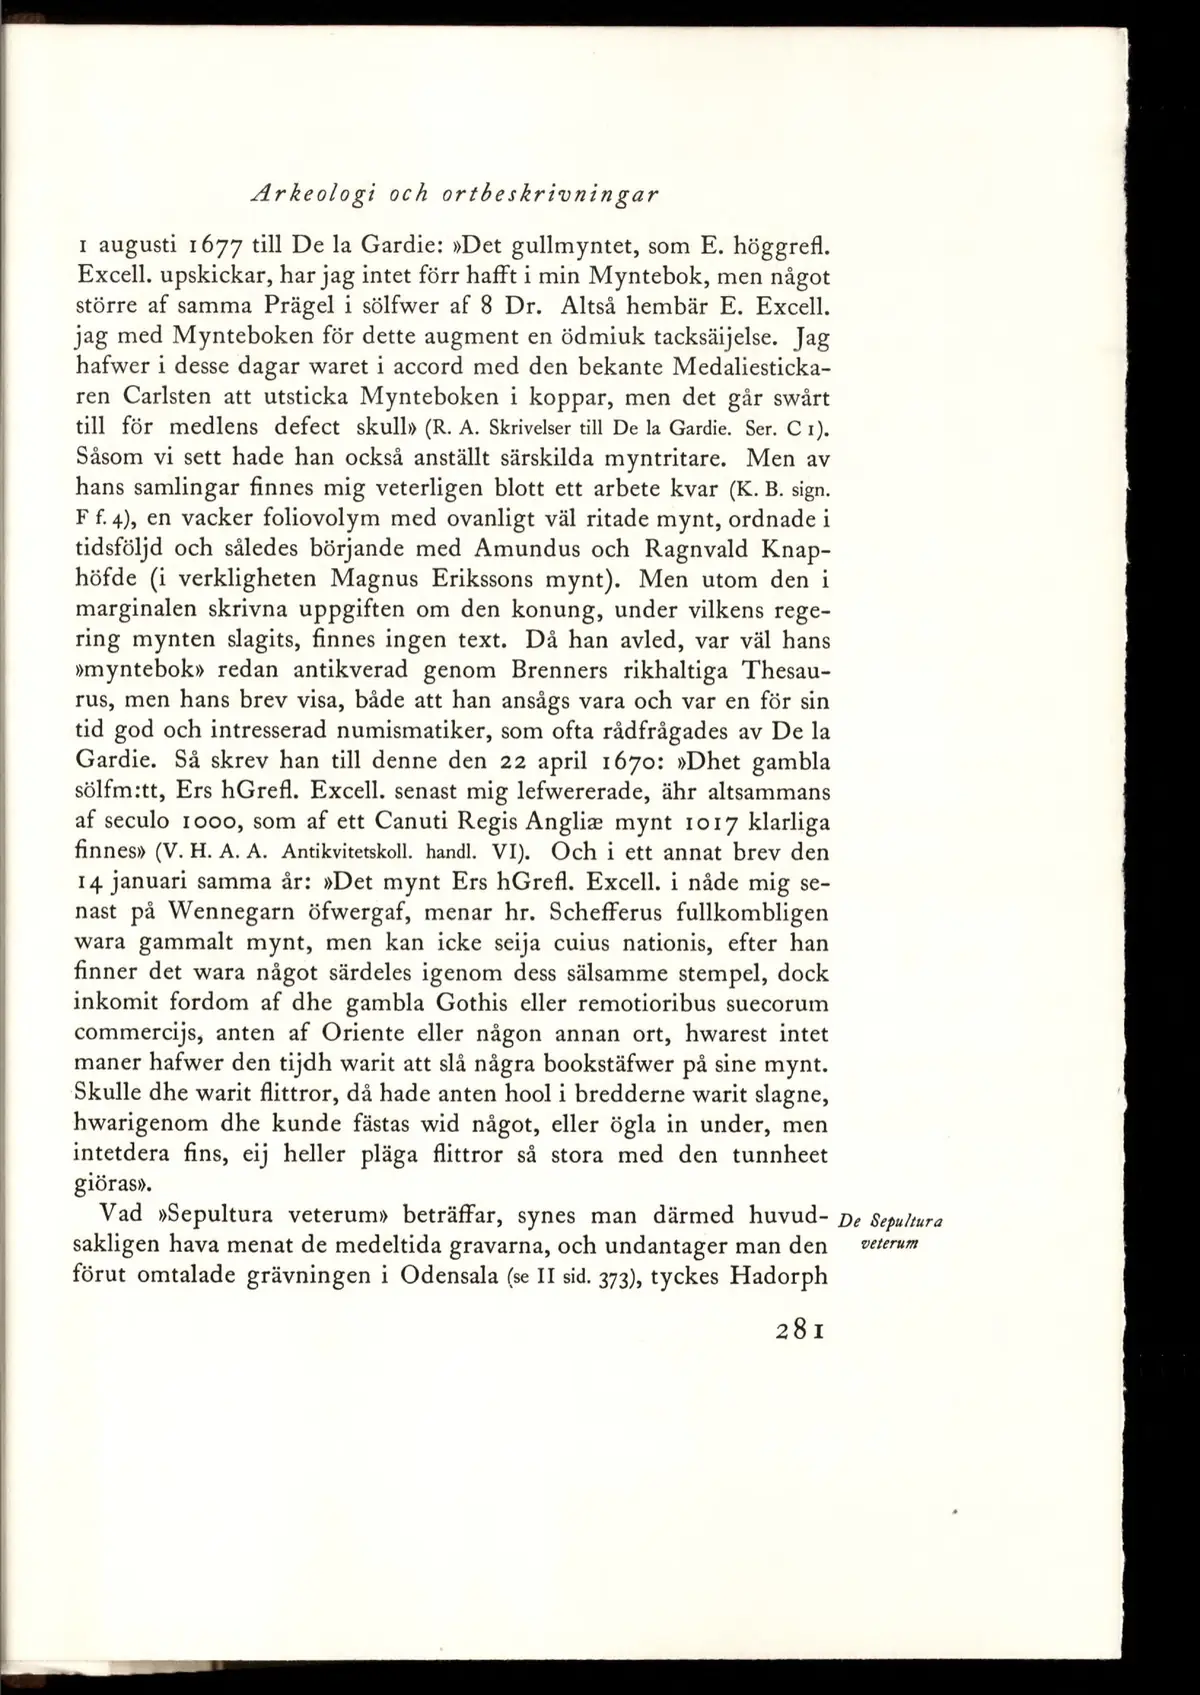 Arkeologi och ortbeskrivningar
1 augusti 1677 till De la Gardie: »Det gullmyntet, som E. höggrefl.
Excell. upskickar, har jag intet förr hafft i min Myntebok, men något
större af samma Prägel i sölfwer af 8 Dr. Altså hembär E. Excell.
jag med Mynteboken för dette augment en ödmiuk tacksäijelse. Jag
hafwer i desse dagar waret i accord med den bekante Medaliesticka-
ren Carlsten att utsticka Mynteboken i koppar, men det går swårt
till för medlens defect skull» (R. A. Skrivelser till De la Gardie. Ser. C 1).
Såsom vi sett hade han också anställt särskilda myntritare. Men av
hans samlingar finnes mig veterligen blott ett arbete kvar (K. B. sign.
F f. 4), en vacker foliovolym med ovanligt väl ritade mynt, ordnade i
tidsföljd och således börjande med Amundus och Ragnvald Knap-
höfde (i verkligheten Magnus Erikssons mynt). Men utom den i
marginalen skrivna uppgiften om den konung, under vilkens rege-
ring mynten slagits, finnes ingen text. Då han avled, var väl hans
»myntebok» redan antikverad genom Brenners rikhaltiga Thesau-
rus, men hans brev visa, både att han ansågs vara och var en för sin
tid god och intresserad numismatiker, som ofta rådfrågades av De la
Gardie. Så skrev han till denne den 22 april 1670: »Dhet gambla
sölfm:tt, Ers hGrefl. Excell. senast mig lefwererade, ähr altsammans
af seculo 1000, som af ett Canuti Regis Angliæ mynt 1017 klarliga
finnes» (V. H. A. A. Antikvitetskoll. handl. VI). Och i ett annat brev den
14 januari samma år: »Det mynt Ers hGrefl. Excell. i nåde mig se-
nast på Wennegarn öfwergaf, menar hr. Schefferus fullkombligen
wara gammalt mynt, men kan icke seija cuius nationis, efter han
finner det wara något särdeles igenom dess sälsamme stempel, dock
inkomit fordom af dhe gambla Gothis eller remotioribus suecorum
commercijs, anten af Oriente eller någon annan ort, hwarest intet
maner hafwer den tijdh warit att slå några bookstäfwer på sine mynt.
Skulle dhe warit flittror, då hade anten hool i bredderne warit slagne,
hwarigenom dhe kunde fästas wid något, eller ögla in under, men
intetdera fins, eij heller pläga flittror så stora med den tunnheet
giöras».
Vad »Sepultura veterum» beträffar, synes man därmed huvud-
sakligen hava menat de medeltida gravarna, och undantager man den
förut omtalade grävningen i Odensala (se II sid. 373), tyckes Hadorph
De Sepultura
veterum
281